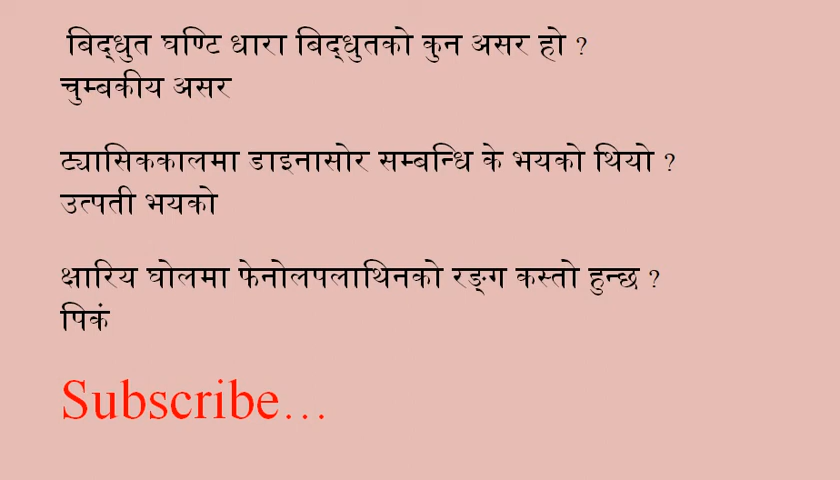 बिद्धुत घण्टि धारा बिद्धुतको कुन असर हो ?
चुम्बकीय असर
ट्यासिककालमा डाइनासोर सम्बन्धि के भयको थियो ?
उत्पती भयको
क्षारिय घोलमा फेनोलपलाथिनको रङ्ग कस्तो हुन्छ ?
पिकं
Subscribe...